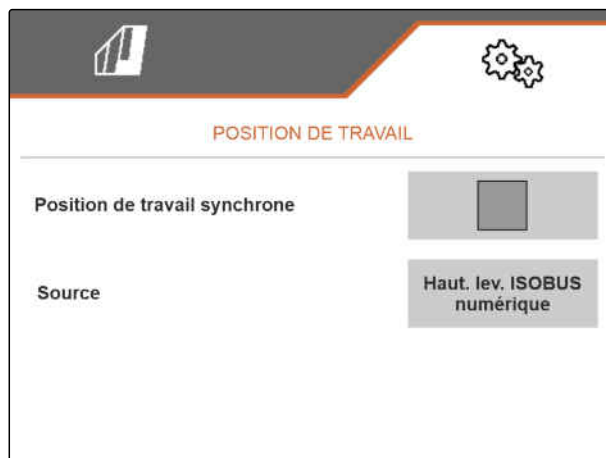 POSITION DE TRAVAIL
Position de travail synchrone
Source
Haut. lev. ISOBUS
numérique